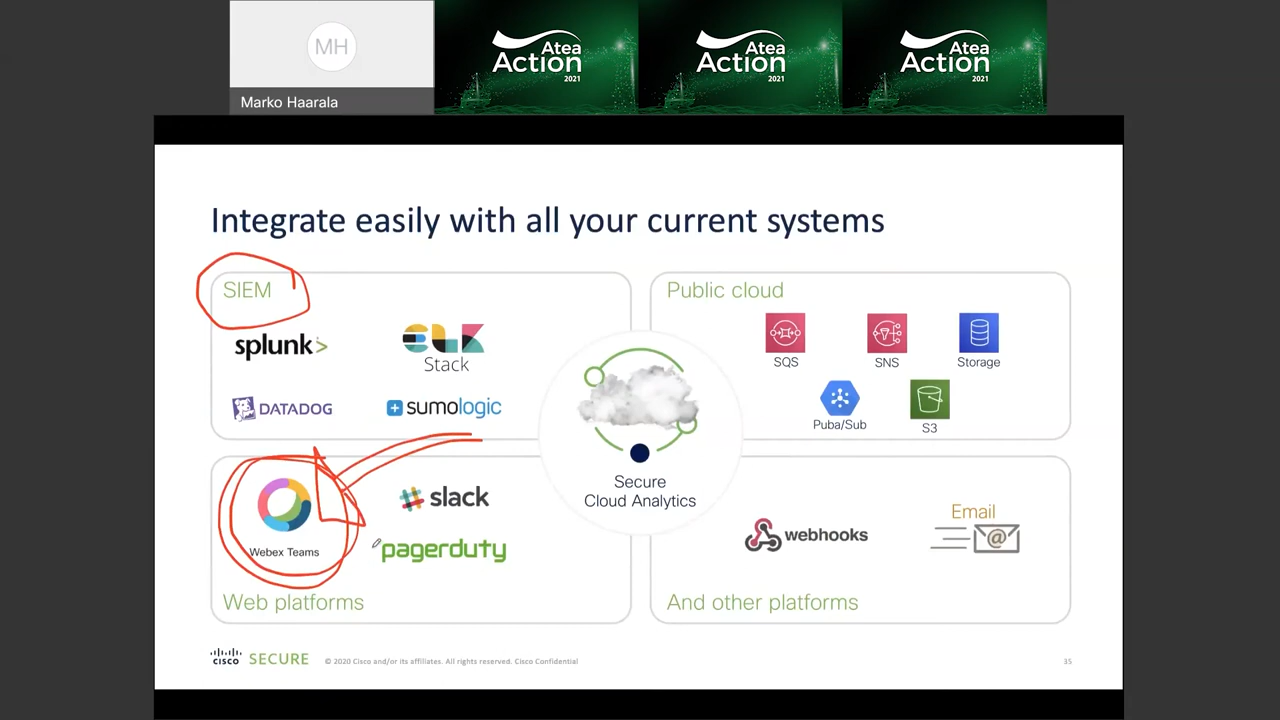 MH
Marko Haarala
Atea
Action
2021
Atea
Action
2021
Atea
Action
2021
Integrate easily with all your current systems
SIEM
splunk>
ELK
Stack
DATADOG
sumologic
Public cloud
SQS
SNS
Storage
Puba/Sub
S3
Secure
Cloud Analytics
Webex Teams
slack
pagerduty
Web platforms
webhooks
Email
@
And other platforms
CISCO SECURE © 2020 Cisco and/or its affiliates. All rights reserved. Cisco Confidential 35